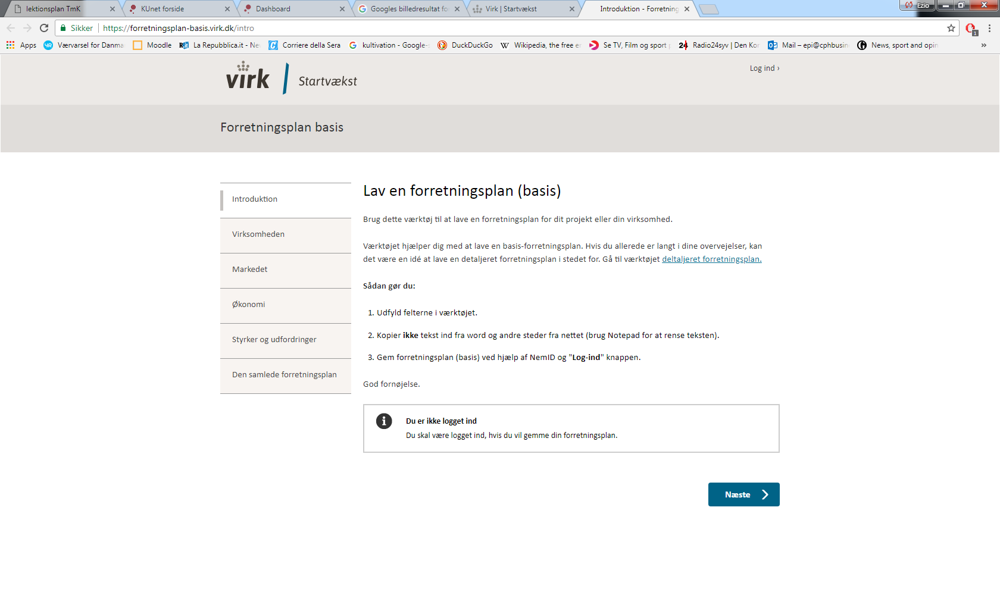 lektionsplan TmK
KUnet forside
Dashboard
Googles billedresultat fo
Virk | Startvækst
Introduktion - Forretning
Ezio
Sikker
https://forretningsplan-basis.virk.dk/intro
1
Apps
Værvarsel for Danma
Moodle
La Repubblica.it - Ne
Corriere della Sera
kultivation - Google-
DuckDuckGo
Wikipedia, the free e
Se TV, Film og sport
24
Radio24syv | Den Kor
Mail – epi@cphbusin
News, sport and opin
»
virk
Startvækst
Log ind ›
Forretningsplan basis
Introduktion
Virksomheden
Markedet
Økonomi
Styrker og udfordringer
Den samlede forretningsplan
Lav en forretningsplan (basis)
Brug dette værktøj til at lave en forretningsplan for dit projekt eller din virksomhed.
Værktøjet hjælper dig med at lave en basis-forretningsplan. Hvis du allerede er langt i dine overvejelser, kan
det være en idé at lave en detaljeret forretningsplan i stedet for. Gå til værktøjet deltaljeret forretningsplan.
Sådan gør du:
1. Udfyld felterne i værktøjet.
2. Kopier ikke tekst ind fra word og andre steder fra nettet (brug Notepad for at rense teksten).
3. Gem forretningsplan (basis) ved hjælp af NemID og "Log-ind" knappen.
God fornøjelse.
Du er ikke logget ind
Du skal være logget ind, hvis du vil gemme din forretningsplan.
Næste